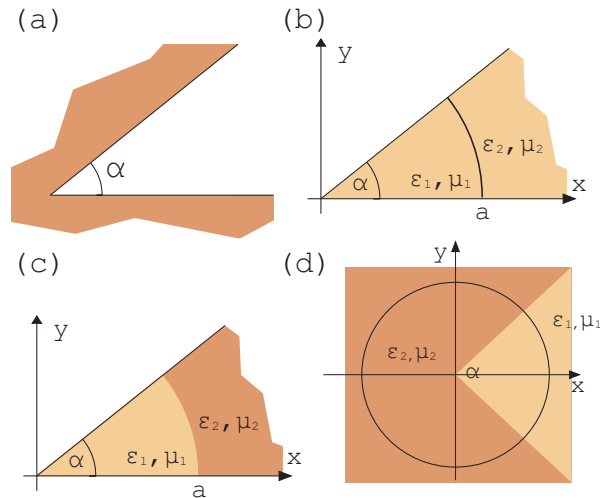 (a)
α
(b)
y
ε₂, μ₂
α
ε₁, μ₁
x
a
(c)
y
ε₂, μ₂
α
ε₁, μ₁
x
a
(d)
y
ε₁, μ₁
ε₂, μ₂
α
x